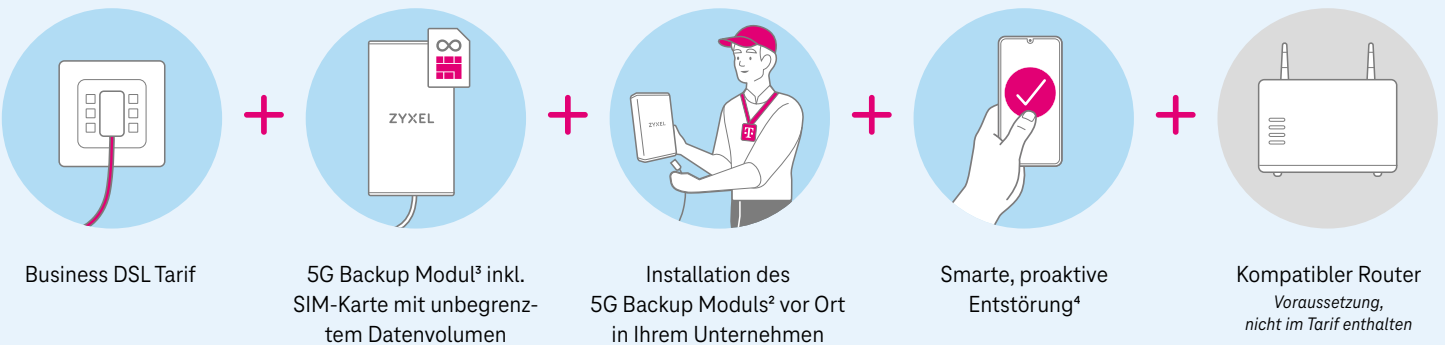 ZYXEL
ZYXEL
T
Business DSL Tarif
5G Backup Modul³ inkl.
SIM-Karte mit unbegrenz-
tem Datenvolumen
Installation des
5G Backup Moduls² vor Ort
in Ihrem Unternehmen
Smarte, proaktive
Entstörung⁴
Kompatibler Router
Voraussetzung,
nicht im Tarif enthalten